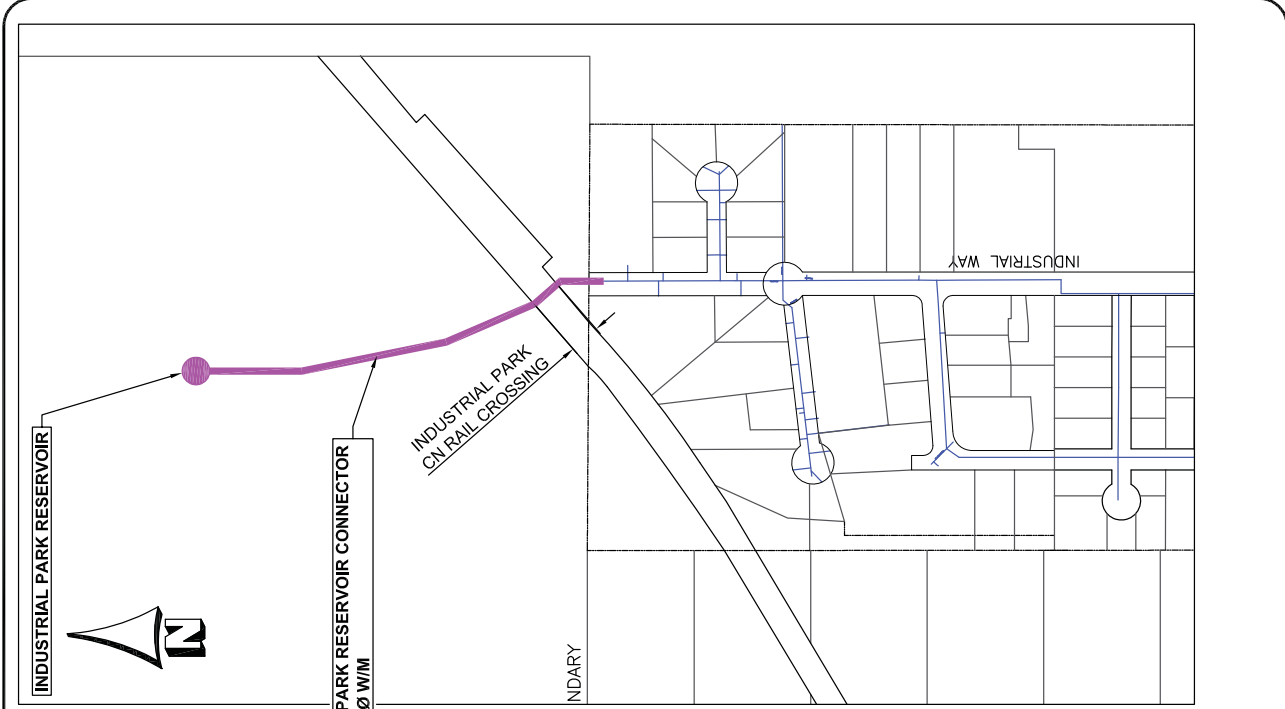 INDUSTRIAL PARK RESERVOIR
PARK RESERVOIR CONNECTOR
Ø W/M
INDUSTRIAL PARK
CN RAIL CROSSING
INDUSTRIAL WAY
NDARY
N